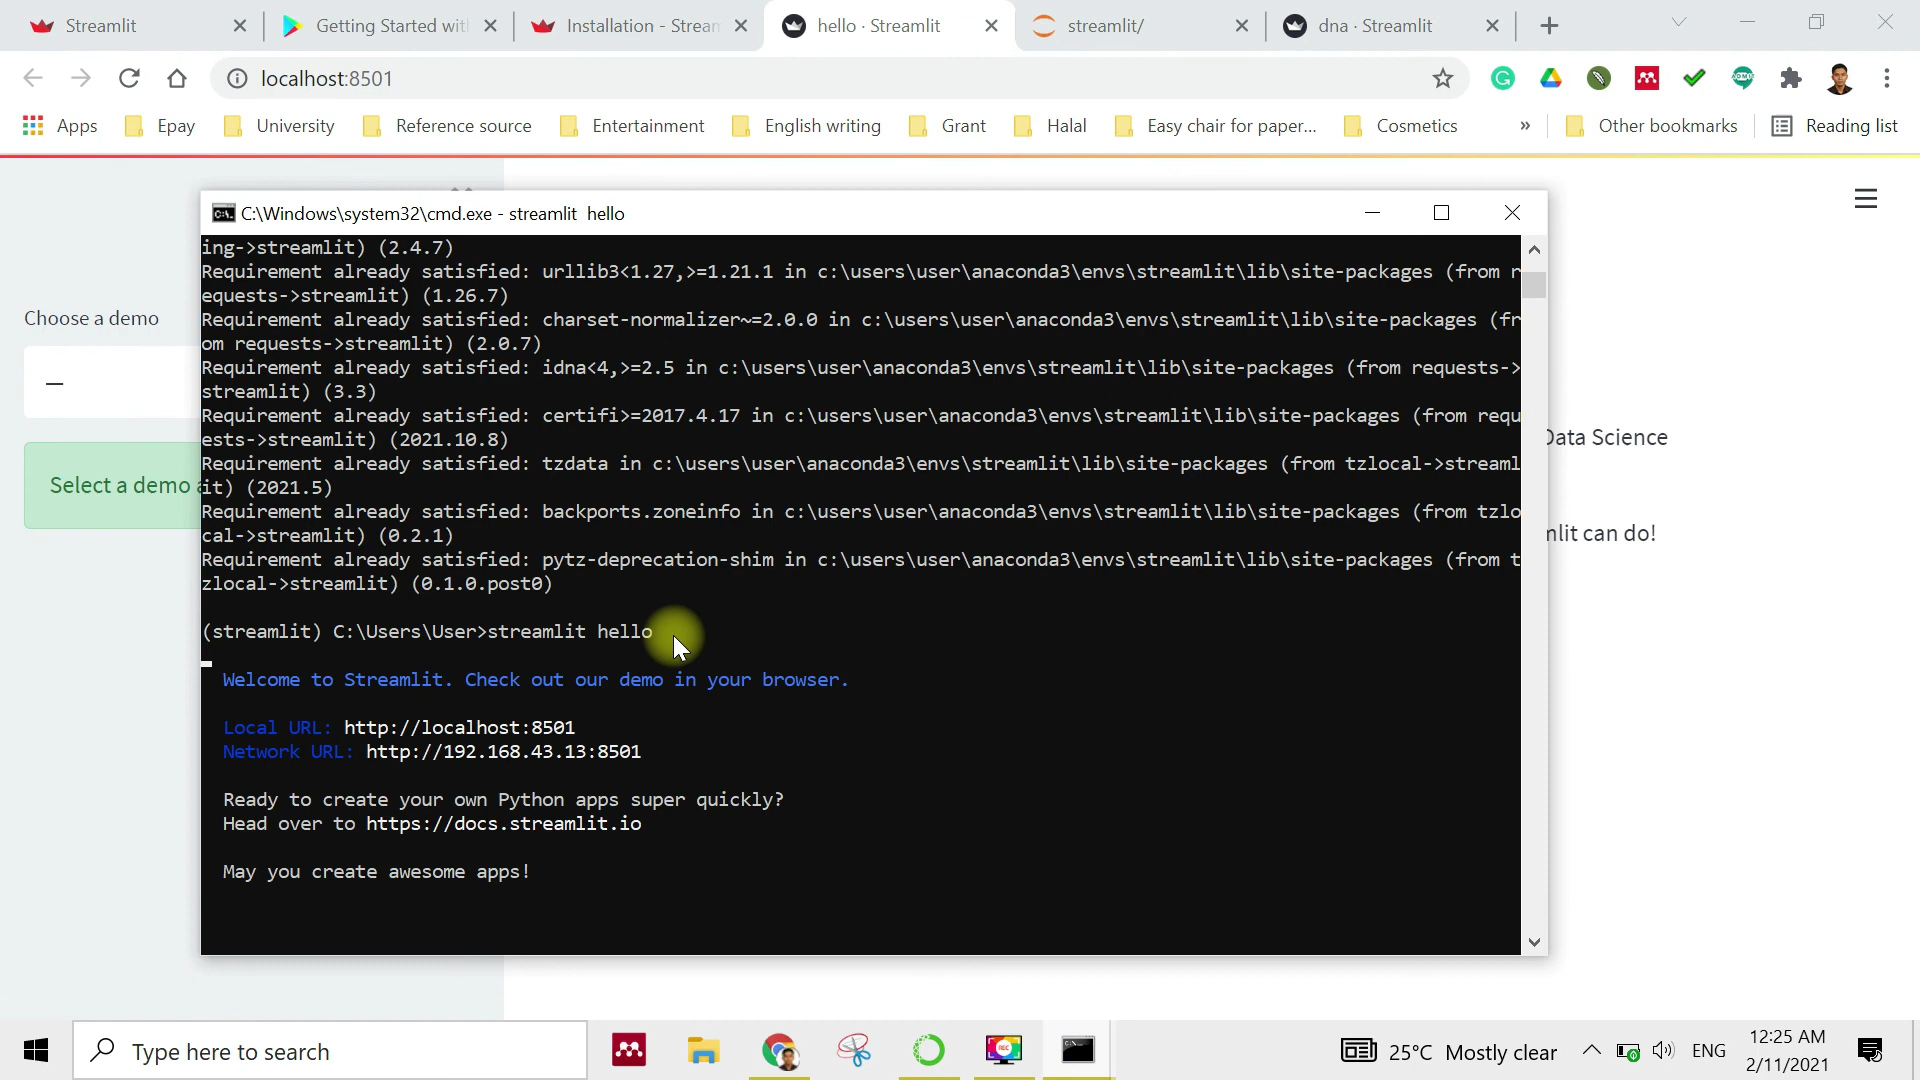 Streamlit
Getting Started wit
Installation - Stream
hello · Streamlit
streamlit/
dna · Streamlit
localhost:8501
Apps
Epay
University
Reference source
Entertainment
English writing
Grant
Halal
Easy chair for paper...
Cosmetics
»
Other bookmarks
Reading list
C:\Windows\system32\cmd.exe - streamlit  hello
ing->streamlit) (2.4.7)
Requirement already satisfied: urllib3<1.27,>=1.21.1 in c:\users\user\anaconda3\envs\streamlit\lib\site-packages (from r
equests->streamlit) (1.26.7)
Requirement already satisfied: charset-normalizer~=2.0.0 in c:\users\user\anaconda3\envs\streamlit\lib\site-packages (fr
om requests->streamlit) (2.0.7)
Requirement already satisfied: idna<4,>=2.5 in c:\users\user\anaconda3\envs\streamlit\lib\site-packages (from requests->
streamlit) (3.3)
Requirement already satisfied: certifi>=2017.4.17 in c:\users\user\anaconda3\envs\streamlit\lib\site-packages (from requ
ests->streamlit) (2021.10.8)
Requirement already satisfied: tzdata in c:\users\user\anaconda3\envs\streamlit\lib\site-packages (from tzlocal->streaml
it) (2021.5)
Requirement already satisfied: backports.zoneinfo in c:\users\user\anaconda3\envs\streamlit\lib\site-packages (from tzlo
cal->streamlit) (0.2.1)
Requirement already satisfied: pytz-deprecation-shim in c:\users\user\anaconda3\envs\streamlit\lib\site-packages (from t
zlocal->streamlit) (0.1.0.post0)
(streamlit) C:\Users\User>streamlit hello
Welcome to Streamlit. Check out our demo in your browser.
Local URL: http://localhost:8501
Network URL: http://192.168.43.13:8501
Ready to create your own Python apps super quickly?
Head over to https://docs.streamlit.io
May you create awesome apps!
Choose a demo
—
Select a demo a
Data Science
mlit can do!
Type here to search
25°C Mostly clear
ENG
12:25 AM
2/11/2021